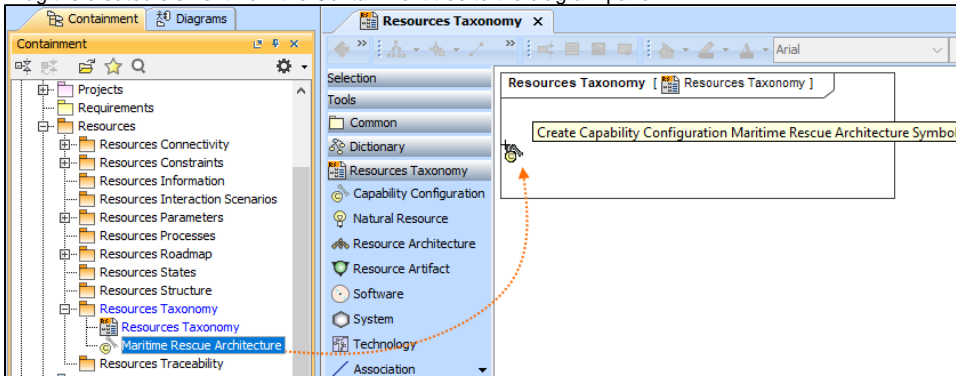 Containment
Diagrams
Resources Taxonomy
Containment
Arial
Projects
Requirements
Resources
Resources Connectivity
Resources Constraints
Resources Information
Resources Interaction Scenarios
Resources Parameters
Resources Processes
Resources Roadmap
Resources States
Resources Structure
Resources Taxonomy
Resources Taxonomy
Maritime Rescue Architecture
Resources Traceability
Selection
Tools
Common
Dictionary
Resources Taxonomy
Capability Configuration
Natural Resource
Resource Architecture
Resource Artifact
Software
System
Technology
Association
Resources Taxonomy [ Resources Taxonomy ]
Create Capability Configuration Maritime Rescue Architecture Symbol